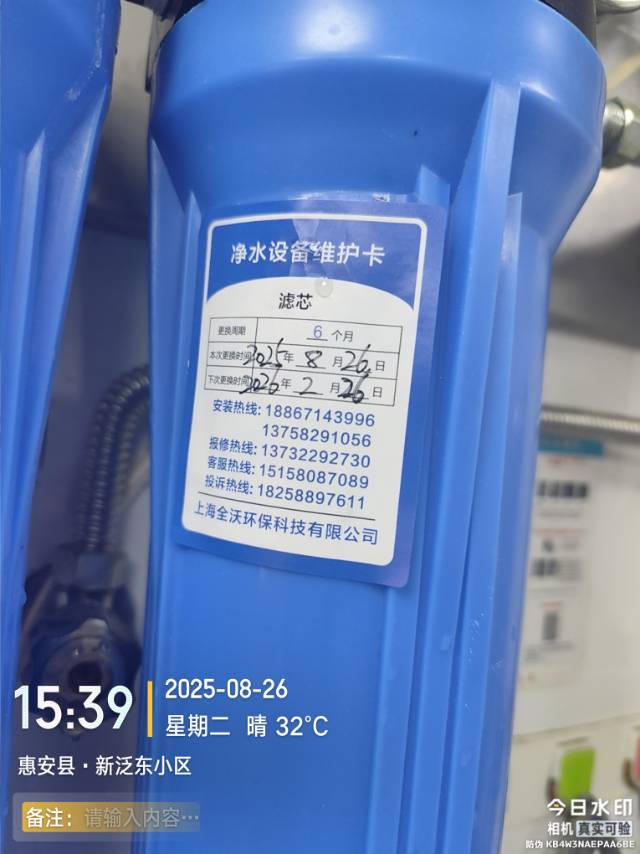 净水设备维护卡
滤芯
更换周期 6 个月
本次更换时间 2025 年 8 月 26 日
下次更换时间 2026 年 2 月 26 日
安装热线: 18867143996
13758291056
报修热线: 13732292730
客服热线: 15158087089
投诉热线: 18258897611
上海全沃环保科技有限公司
15:39
2025-08-26
星期二 晴 32℃
惠安县·新泛东小区
备注: 请输入内容···
今日水印
相机 真实可验
防伪 KB4W3NAEPAA6BE